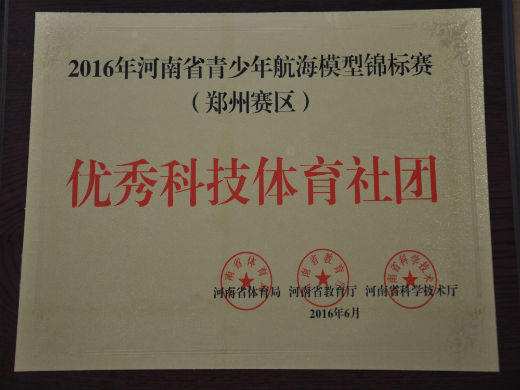 2016年河南省青少年航海模型锦标赛
（郑州赛区）
优秀科技体育社团
河南省体育局 河南省教育厅 河南省科学技术厅
2016年6月